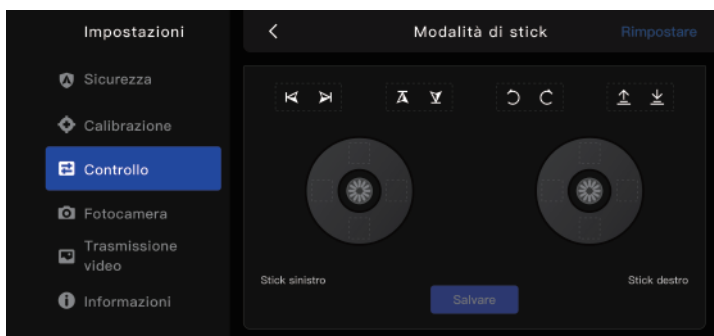 Impostazioni
Modalità di stick
Rimpostare
Sicurezza
Calibrazione
Controllo
Fotocamera
Trasmissione
video
Informazioni
Stick sinistro
Stick destro
Salvare